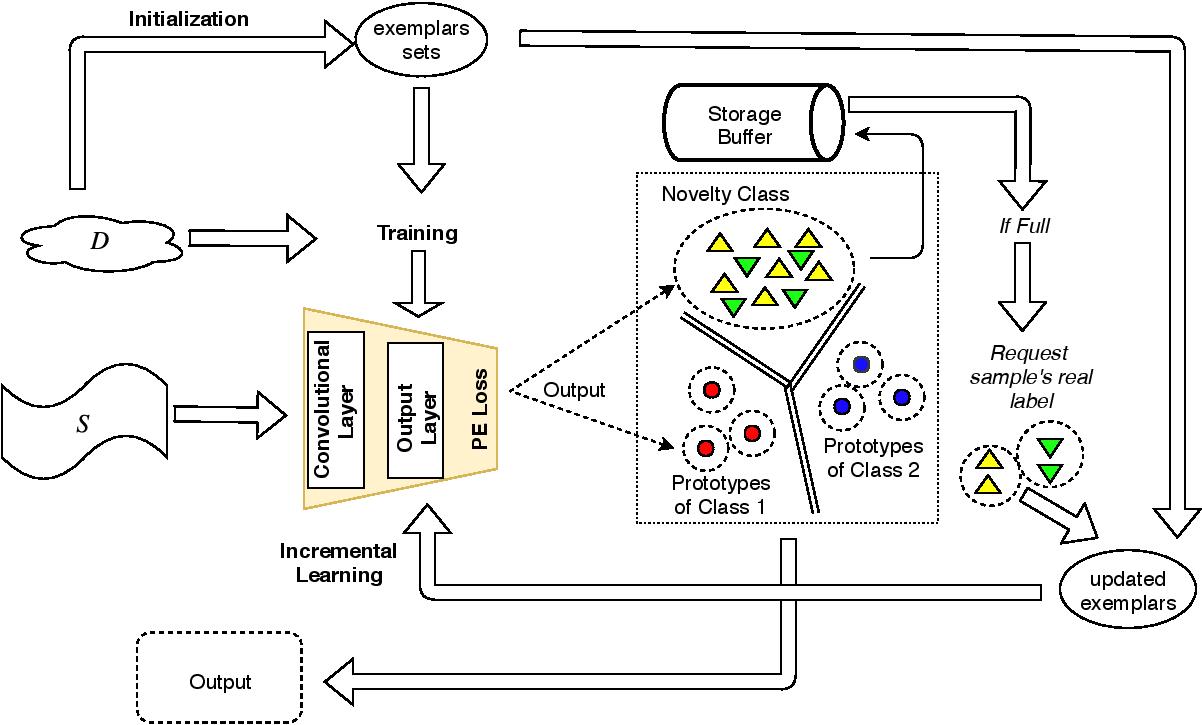 Initialization
exemplars
sets
Storage
Buffer
Novelty Class
D
Training
If Full
Request
sample's real
label
S
Convolutional
Layer
Output
Layer
PE Loss
Output
Prototypes
of Class 1
Prototypes
of Class 2
Incremental
Learning
updated
exemplars
Output